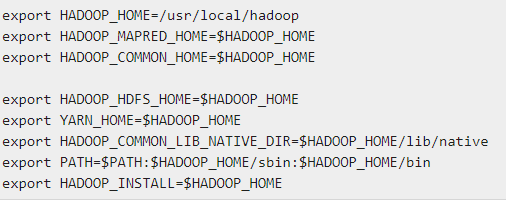 export HADOOP_HOME=/usr/local/hadoop
export HADOOP_MAPRED_HOME=$HADOOP_HOME
export HADOOP_COMMON_HOME=$HADOOP_HOME
export HADOOP_HDFS_HOME=$HADOOP_HOME
export YARN_HOME=$HADOOP_HOME
export HADOOP_COMMON_LIB_NATIVE_DIR=$HADOOP_HOME/lib/native
export PATH=$PATH:$HADOOP_HOME/sbin:$HADOOP_HOME/bin
export HADOOP_INSTALL=$HADOOP_HOME